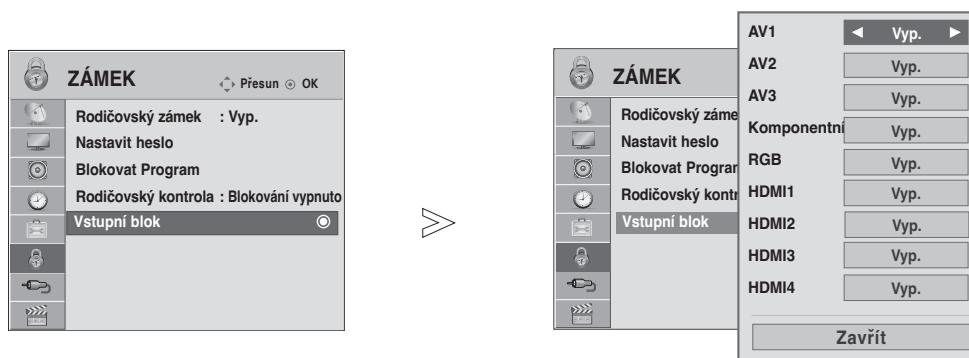 ZÁMEK
Přesun OK
Rodičovský zámek : Vyp.
Nastavit heslo
Blokovat Program
Rodičovský kontrola : Blokování vypnuto
Vstupní blok
ZÁMEK
Rodičovský záme
Nastavit heslo
Blokovat Progran
Rodičovský kontr
Vstupní blok
AV1 Vyp.
AV2 Vyp.
AV3 Vyp.
Komponentní Vyp.
RGB Vyp.
HDMI1 Vyp.
HDMI2 Vyp.
HDMI3 Vyp.
HDMI4 Vyp.
Zavřít